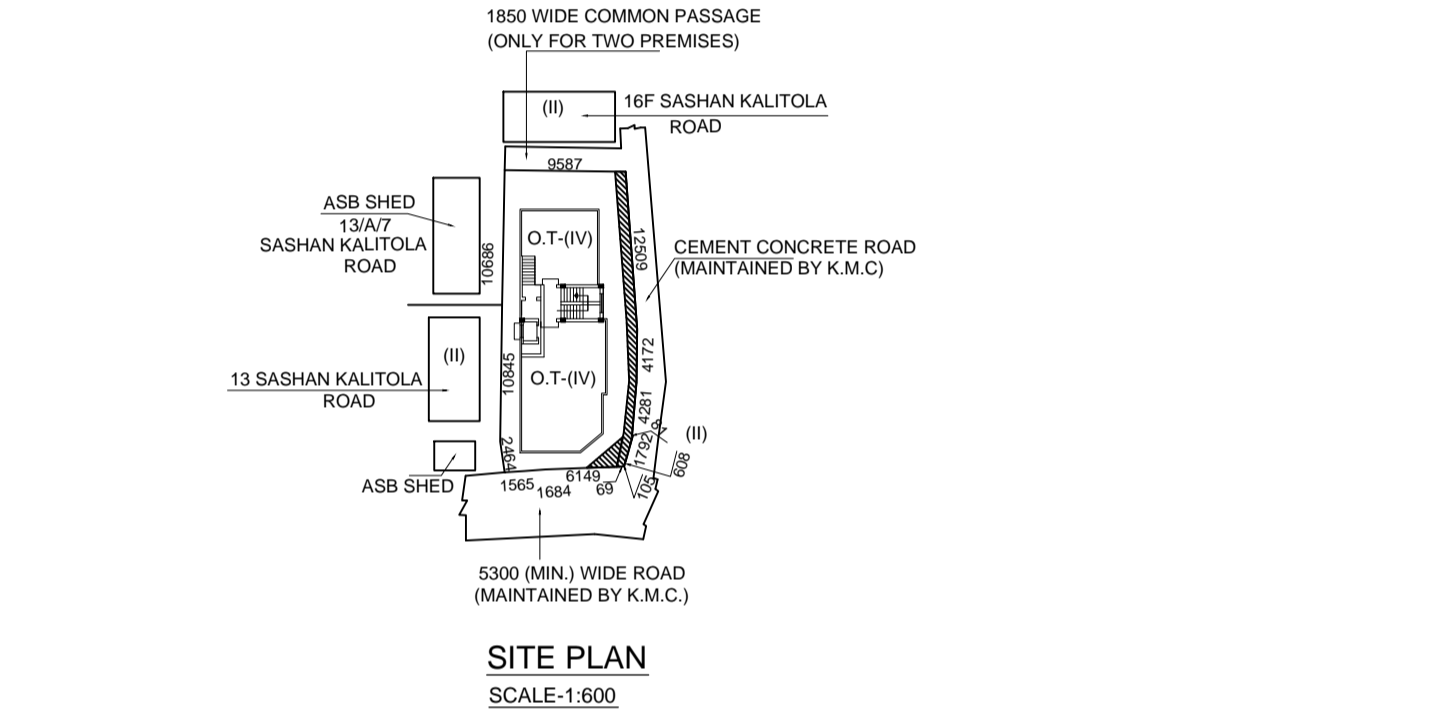 1850 WIDE COMMON PASSAGE
(ONLY FOR TWO PREMISES)
(II)
16F SASHAN KALITOLA
ROAD
9587
ASB SHED
13/A/7
SASHAN KALITOLA
ROAD
10686
O.T-(IV)
12509
CEMENT CONCRETE ROAD
(MAINTAINED BY K.M.C)
(II)
13 SASHAN KALITOLA
ROAD
10845
O.T-(IV)
4172
4281
1792
(II)
608
2464
ASB SHED
1565
1684
6149
69
105
5300 (MIN.) WIDE ROAD
(MAINTAINED BY K.M.C.)
SITE PLAN
SCALE-1:600